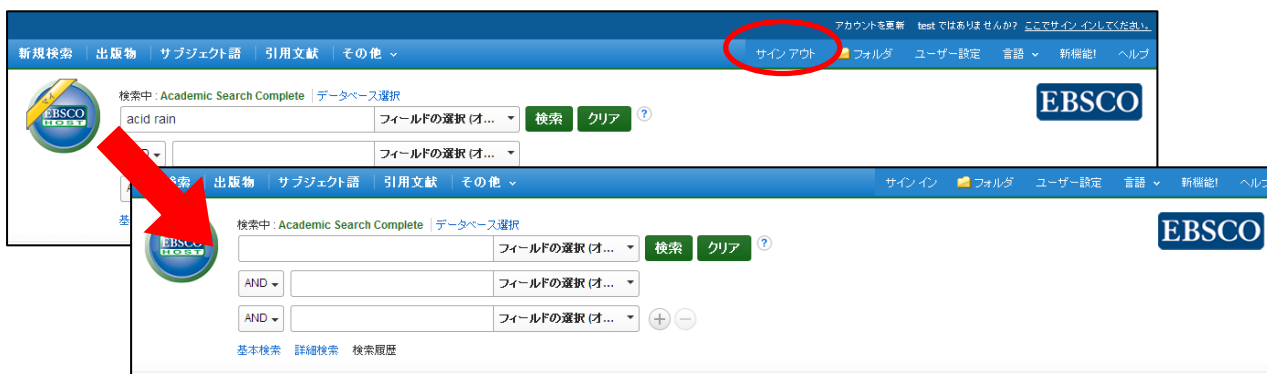 アカウントを更新 test ではありませんか? ここでサイン インしてください。
新規検索 出版物 サブジェクト語 引用文献 その他 サイン アウト フォルダ ユーザー設定 言語 新機能! ヘルプ
EBSCO HOST
検索中 : Academic Search Complete データベース選択
acid rain フィールドの選択 (オ... 検索 クリア ?
EBSCO
フィールドの選択 (オ...
検索 出版物 サブジェクト語 引用文献 その他 サイン イン フォルダ ユーザー設定 言語 新機能! ヘルプ
EBSCO HOST
検索中 : Academic Search Complete データベース選択
フィールドの選択 (オ... 検索 クリア ?
EBSCO
AND フィールドの選択 (オ...
AND フィールドの選択 (オ...
基本検索 詳細検索 検索履歴